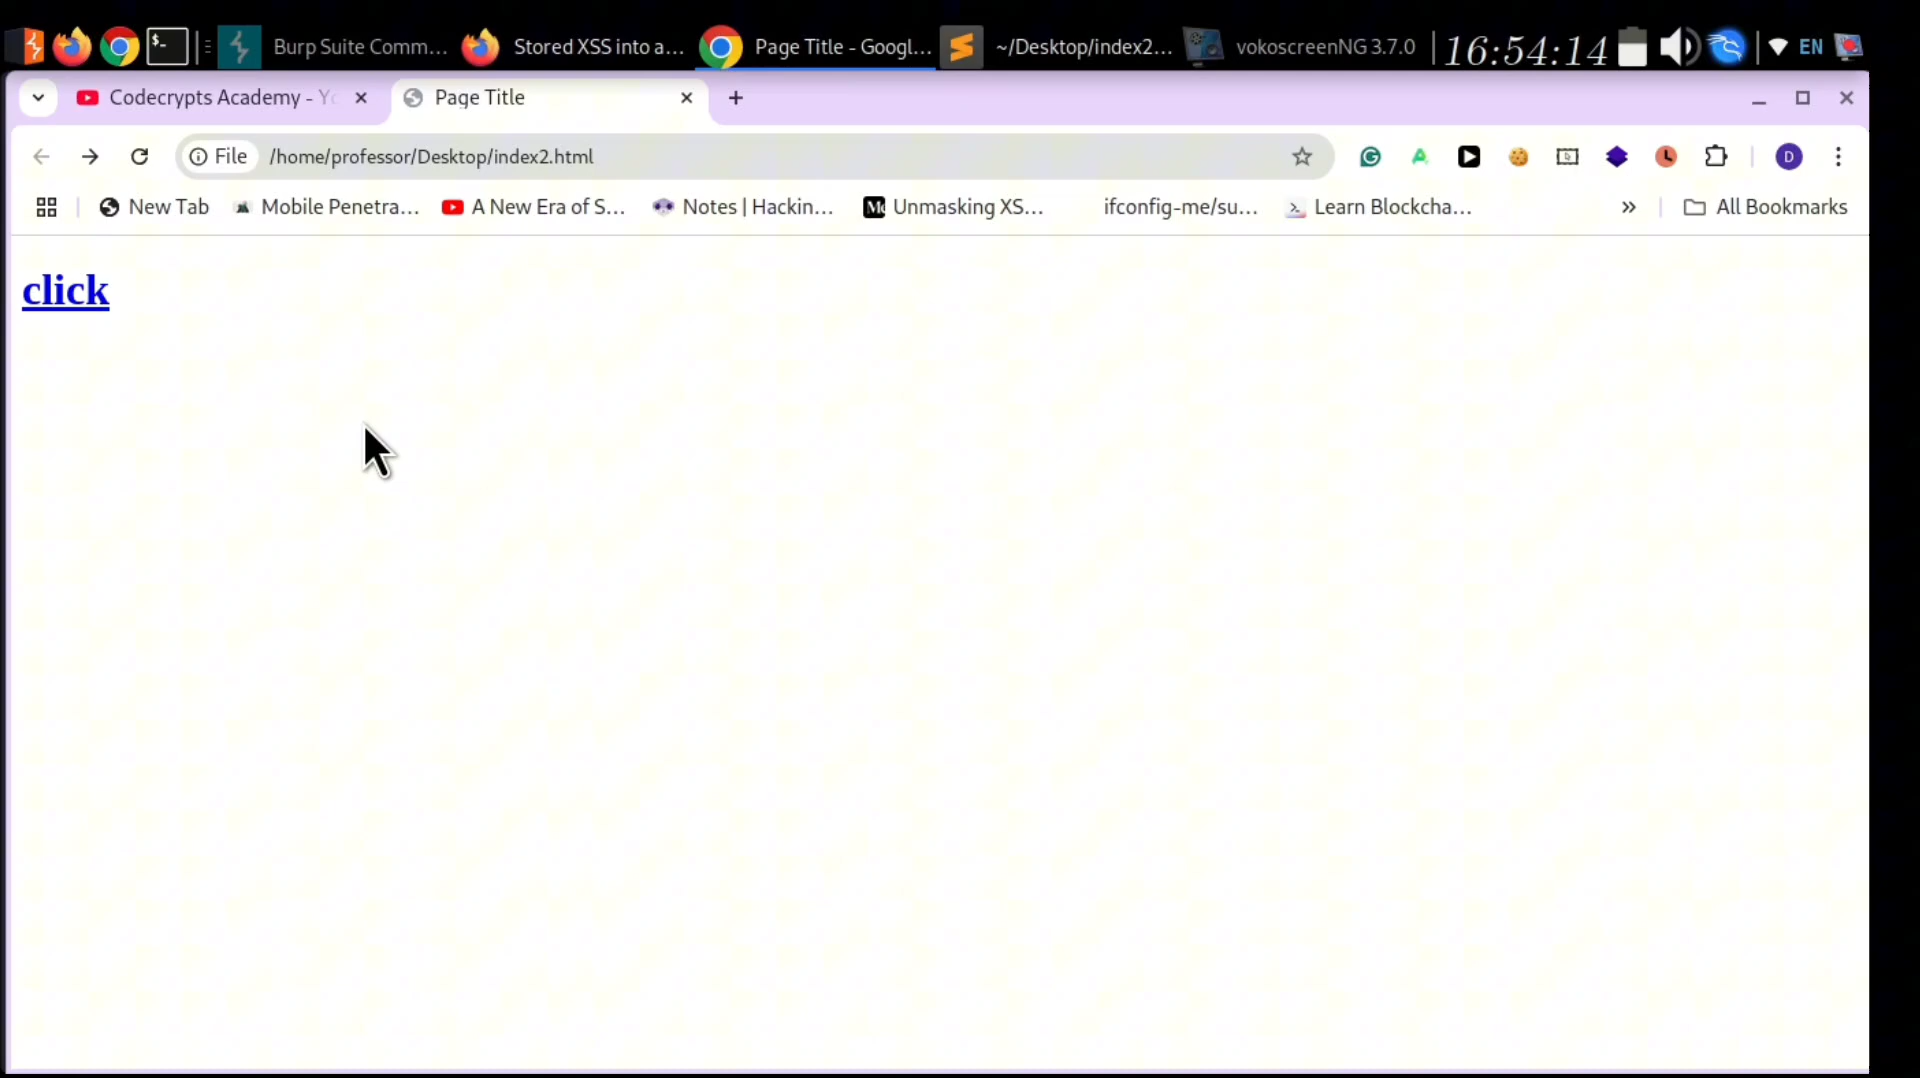 Burp Suite Comm... Stored XSS into a... Page Title - Googl... ~/Desktop/index2... vokoscreenNG 3.7.0 16:54:14 EN
Codecrypts Academy - Page Title
File /home/professor/Desktop/index2.html D
New Tab Mobile Penetra... A New Era of S... Notes | Hackin... Unmasking XS... ifconfig-me/su... Learn Blockcha... All Bookmarks
click